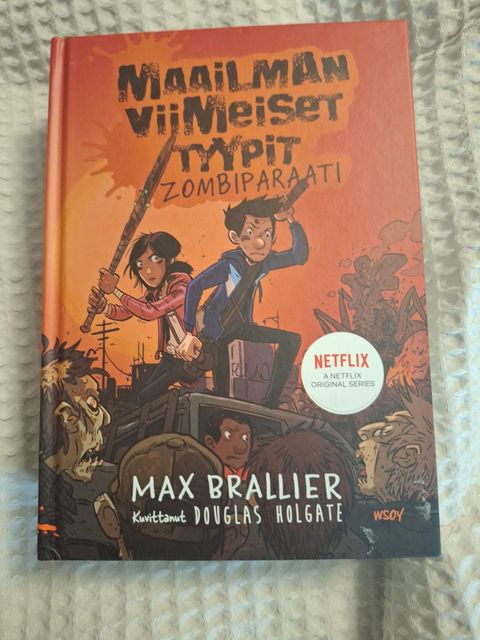 MAAILMAN
VIIMEISET
TYYPIT
ZOMBIPARAATI
NETFLIX
A NETFLIX
ORIGINAL SERIES
MAX BRALLIER
Kuvittanut DOUGLAS HOLGATE
WSOY